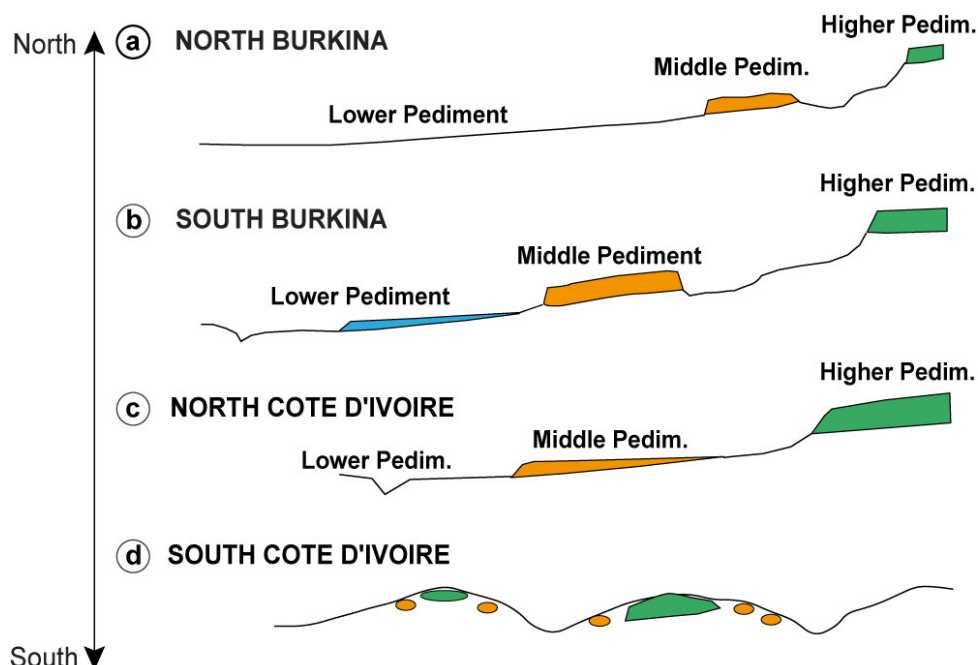 North
a NORTH BURKINA
Higher Pedim.
Middle Pedim.
Lower Pediment
b SOUTH BURKINA
Higher Pedim.
Middle Pediment
Lower Pediment
Higher Pedim.
c NORTH COTE D'IVOIRE
Middle Pedim.
Lower Pedim.
d SOUTH COTE D'IVOIRE
South